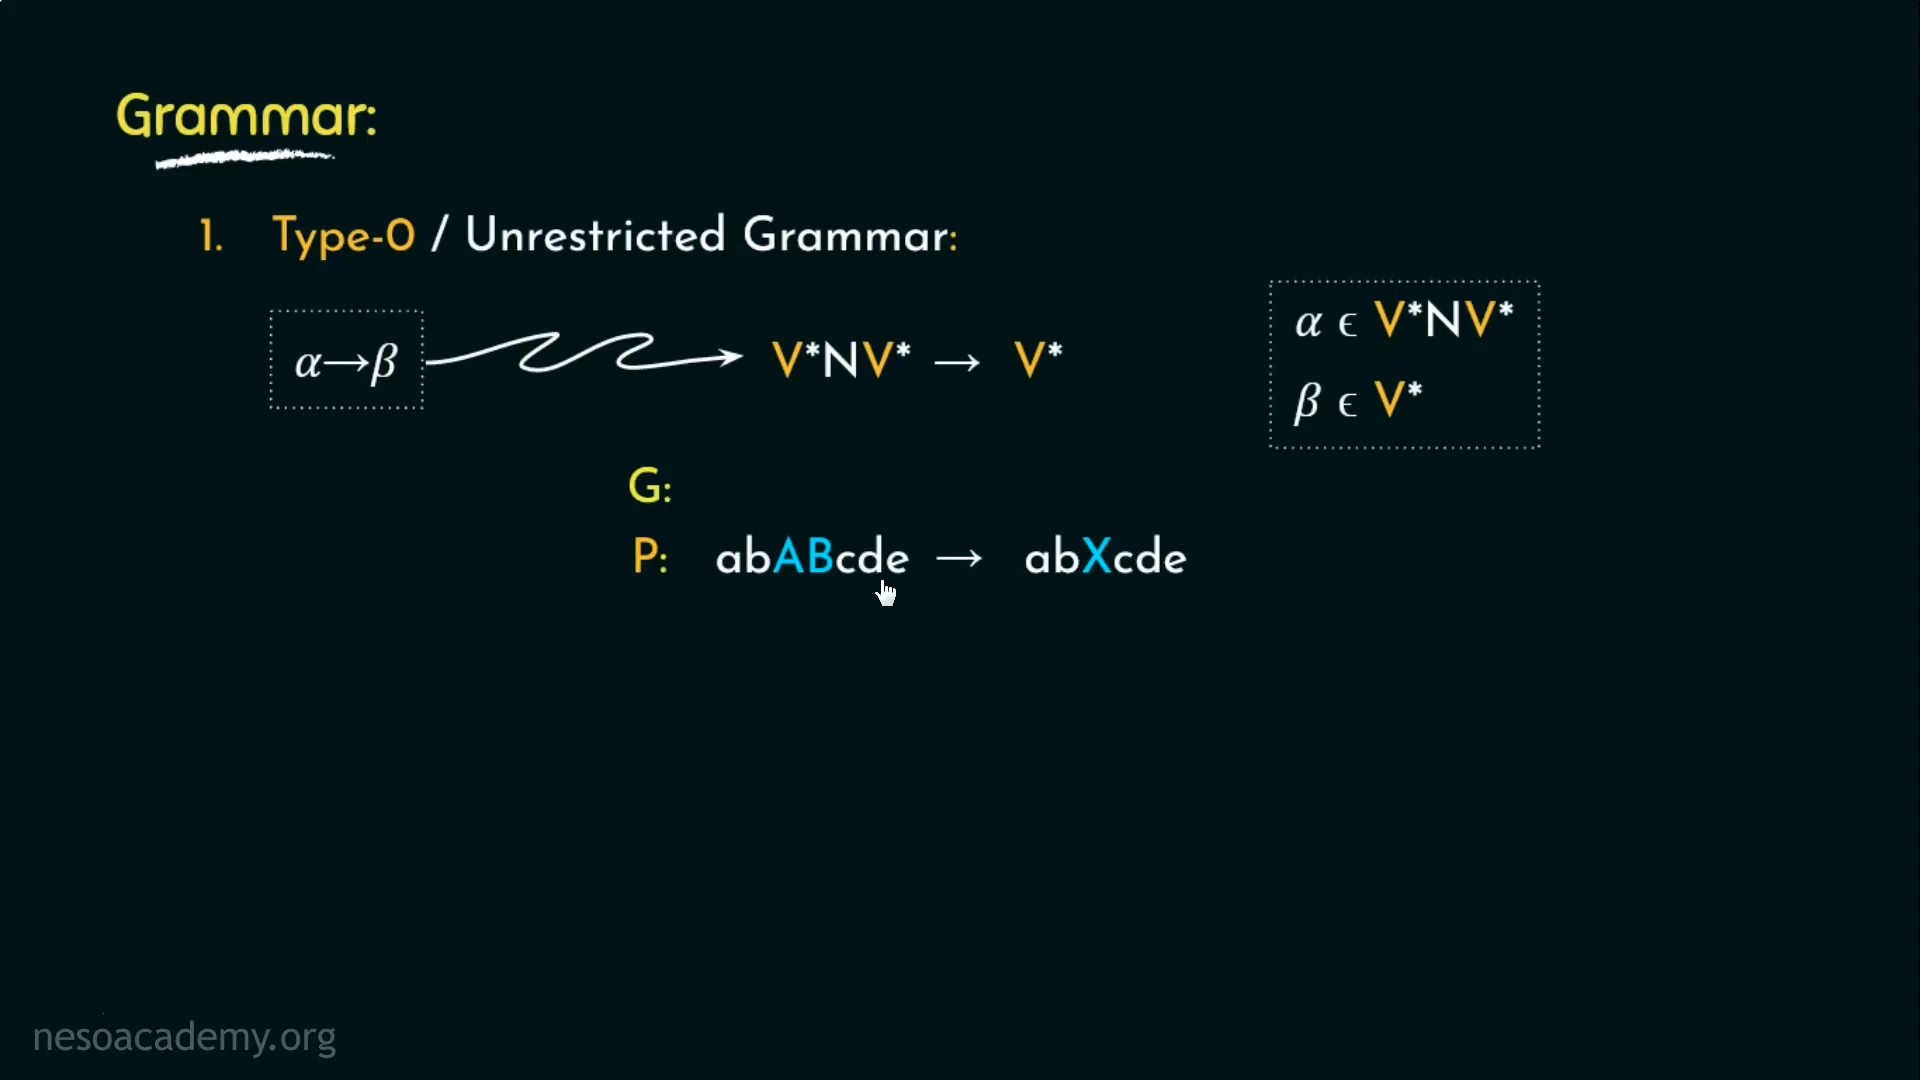 Grammar:
1. Type-0 / Unrestricted Grammar:
α→β V*NV* → V*
α ϵ V*NV*
β ϵ V*
G:
P: abABcde → abXcde
nesoacademy.org